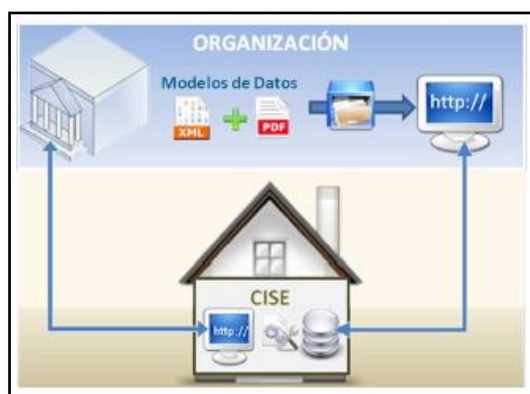 ORGANIZACIÓN
Modelos de Datos
XML
PDF
http://
CISE
http://